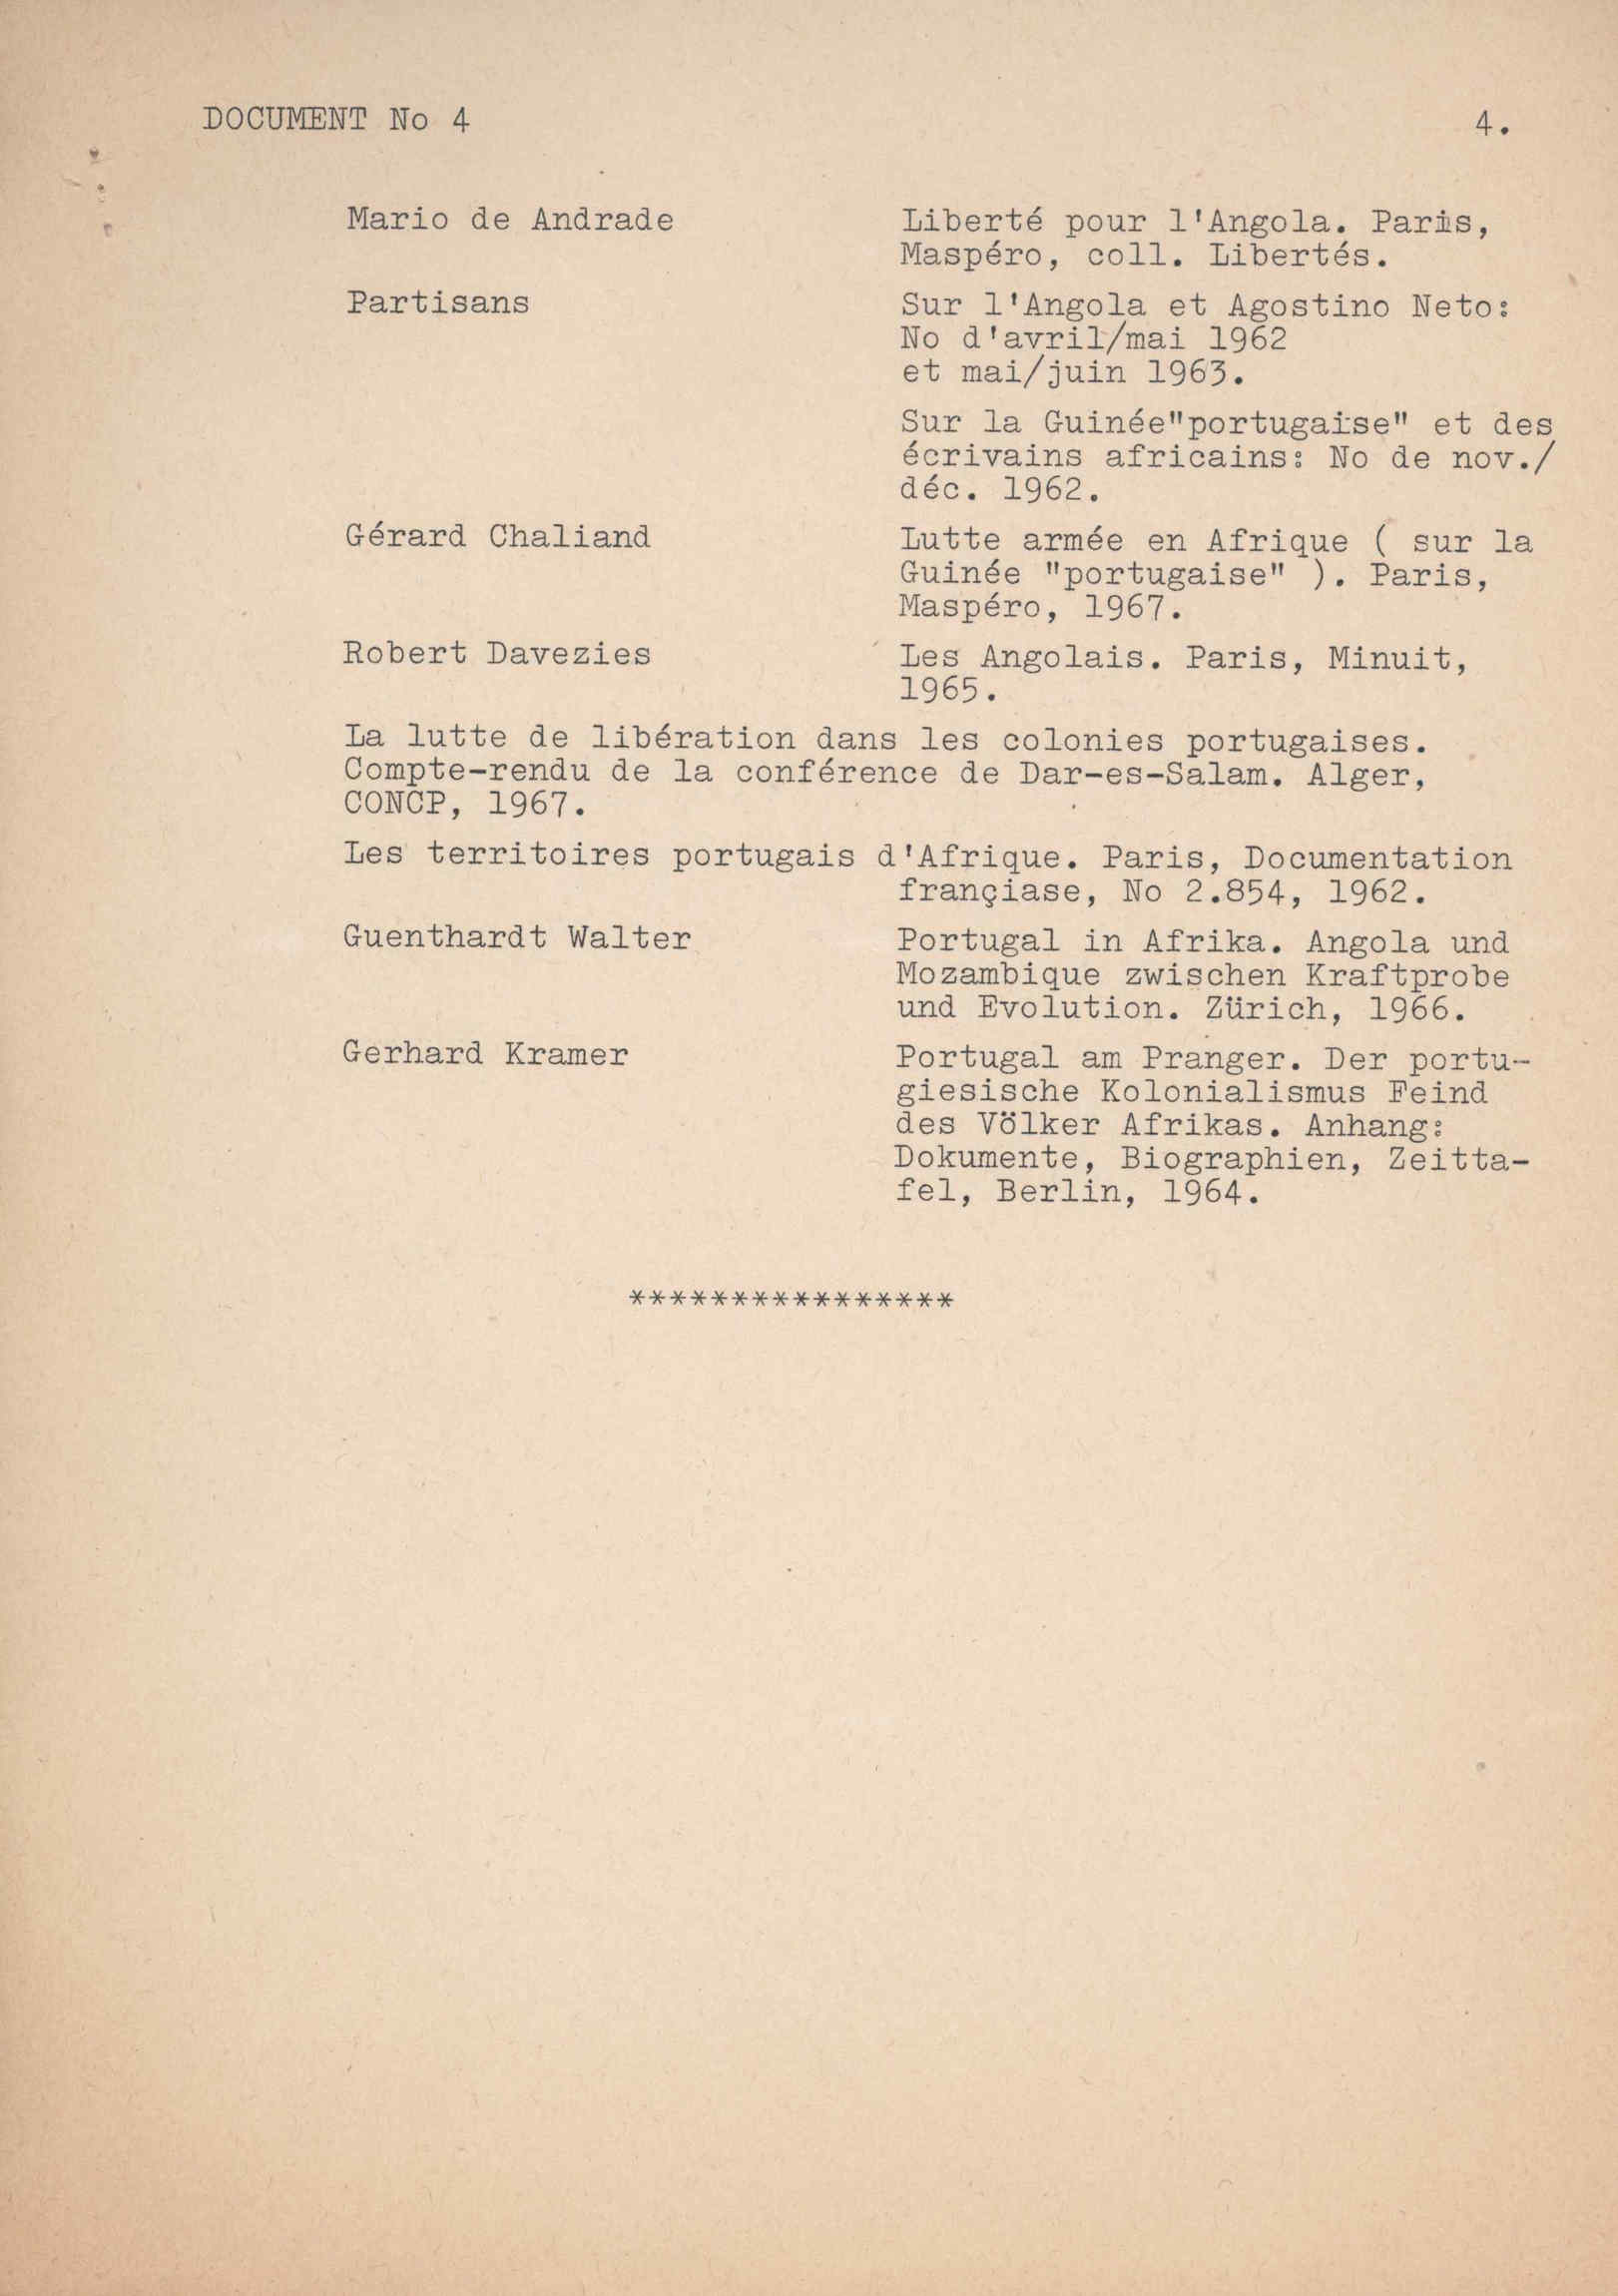 DOCUMENT No 4 4.
Mario de Andrade Liberté pour l'Angola. Paris,
Maspéro, coll. Libertés.
Partisans Sur l'Angola et Agostino Neto:
No d'avril/mai 1962
et mai/juin 1963.
Sur la Guinée"portugaise" et des
écrivains africains: No de nov./
déc. 1962.
Gérard Chaliand Lutte armée en Afrique ( sur la
Guinée "portugaise" ). Paris,
Maspéro, 1967.
Robert Davezies Les Angolais. Paris, Minuit,
1965.
La lutte de libération dans les colonies portugaises.
Compte-rendu de la conférence de Dar-es-Salam. Alger,
CONCP, 1967.
Les territoires portugais d'Afrique. Paris, Documentation
françiase, No 2.854, 1962.
Guenthardt Walter Portugal in Afrika. Angola und
Mozambique zwischen Kraftprobe
und Evolution. Zürich, 1966.
Gerhard Kramer Portugal am Pranger. Der portu-
giesische Kolonialismus Feind
des Völker Afrikas. Anhang:
Dokumente, Biographien, Zeitta-
fel, Berlin, 1964.
****************